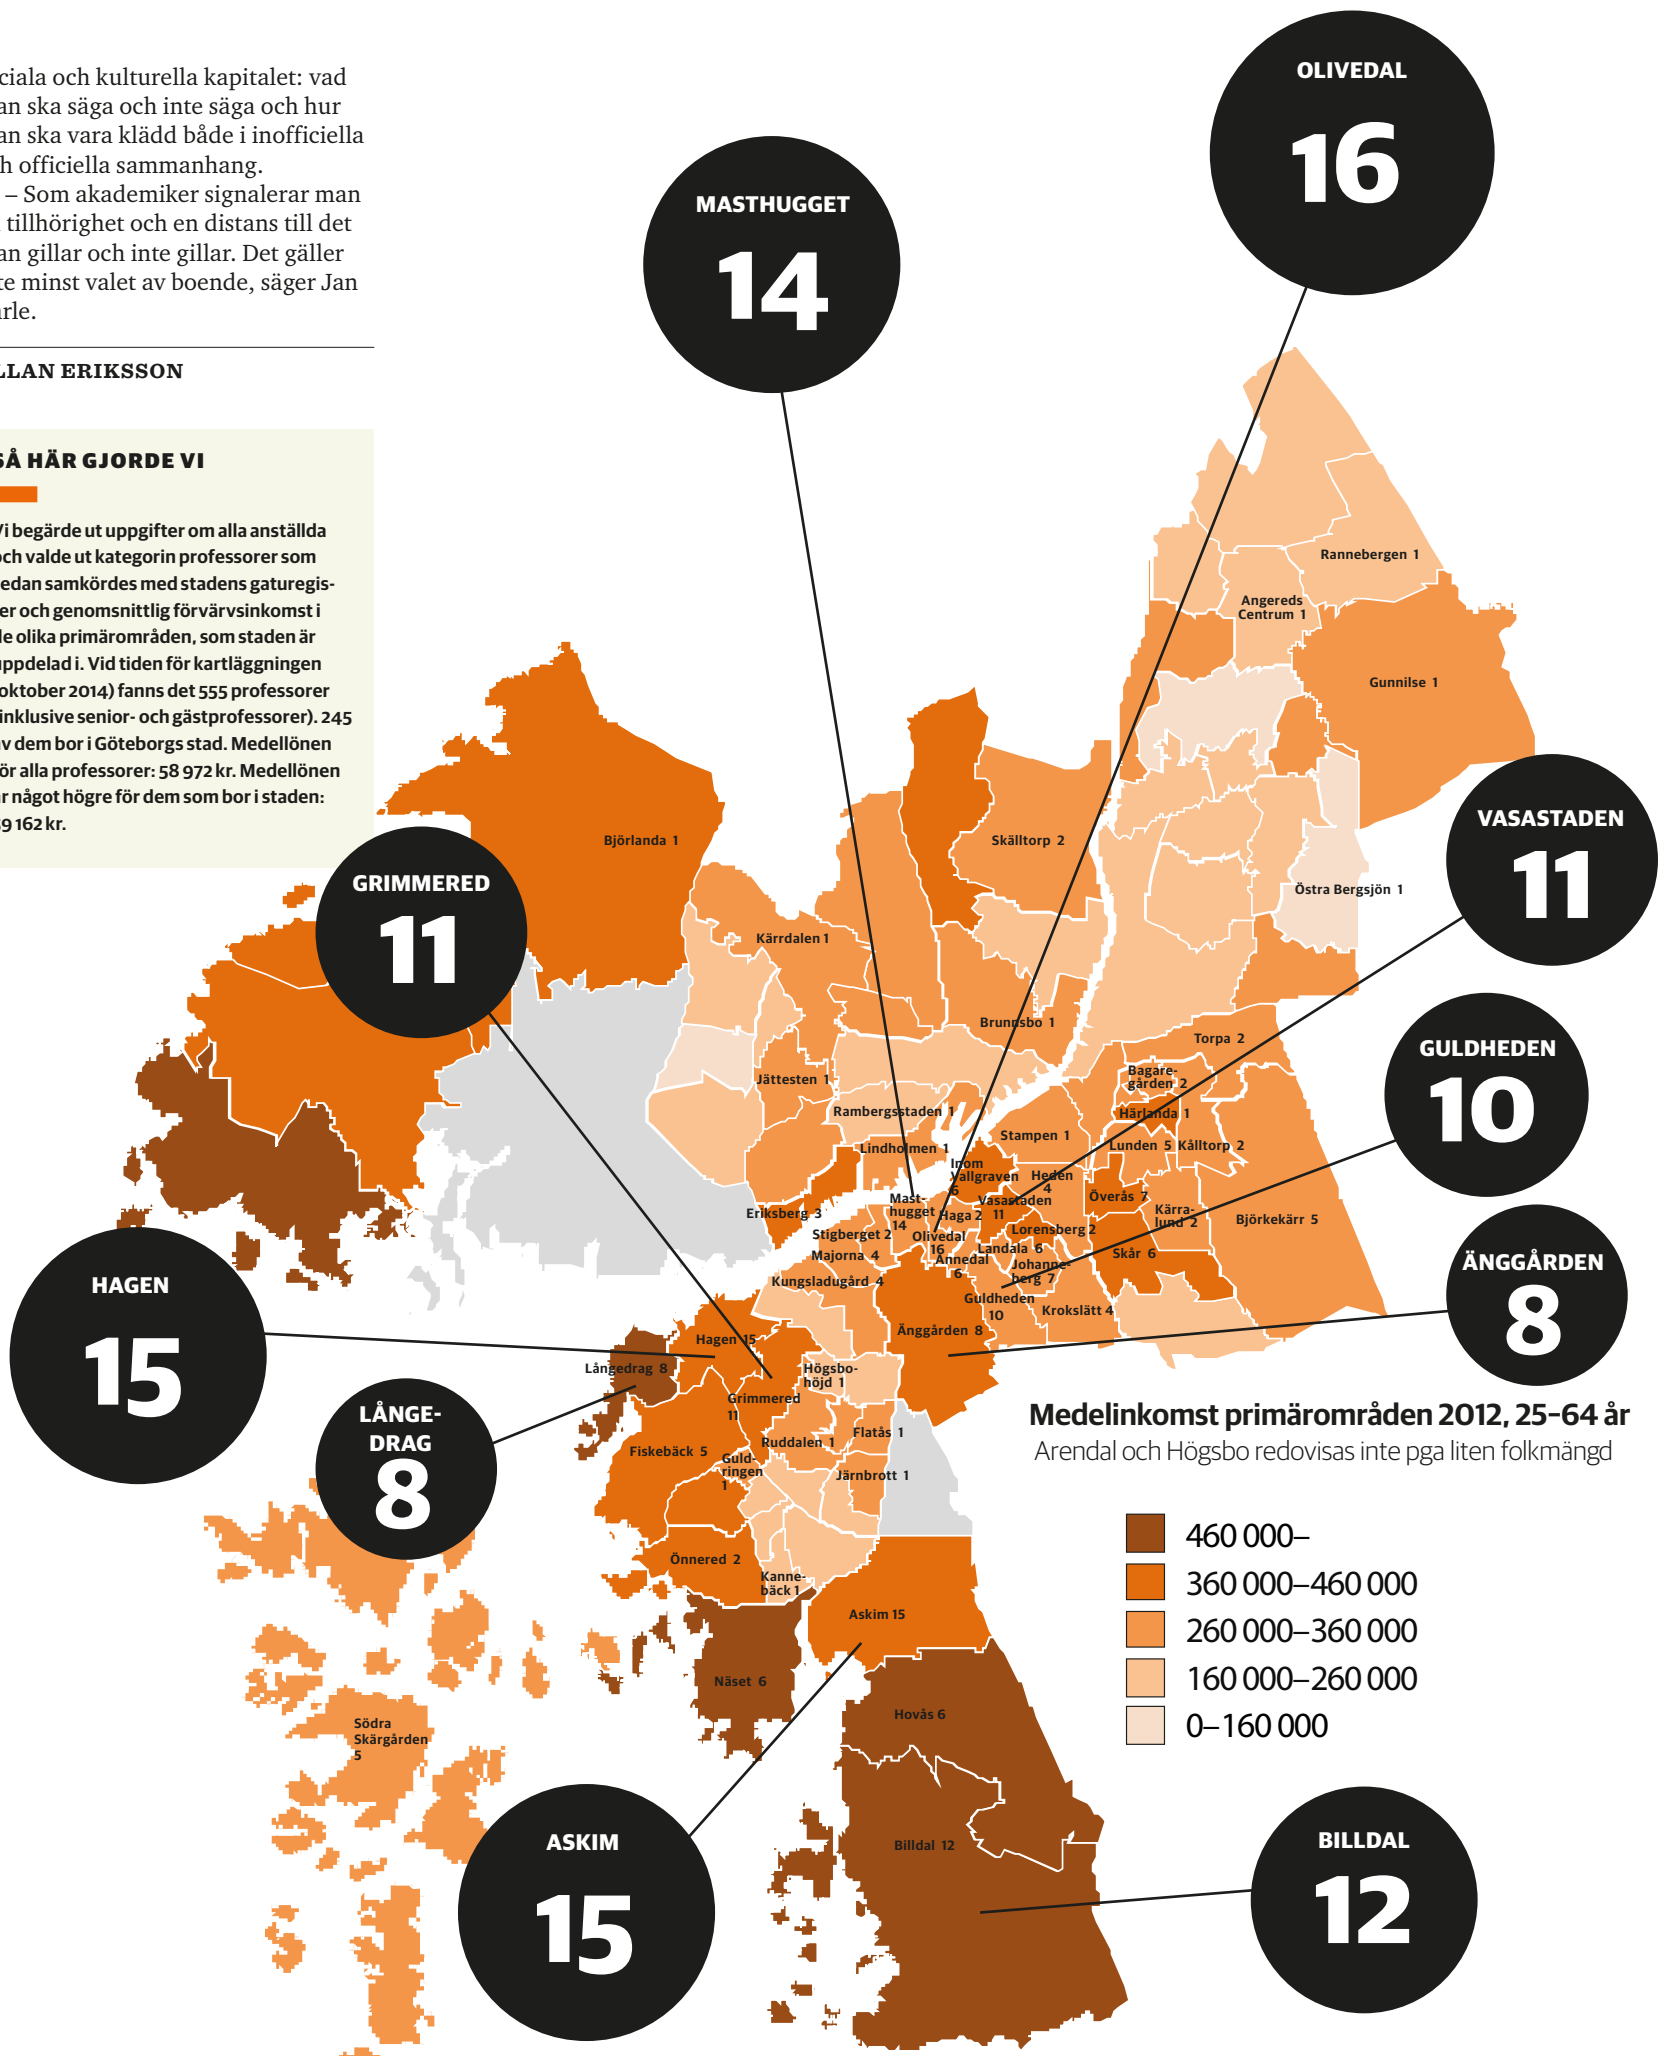 ciala och kulturella kapitalet: vad
an ska säga och inte säga och hur
an ska vara klädd både i inofficiella
h officiella sammanhang.
– Som akademiker signalerar man
tillhörighet och en distans till det
an gillar och inte gillar. Det gäller
te minst valet av boende, säger Jan
rle.
LLAN ERIKSSON
SÅ HÄR GJORDE VI
Vi begärde ut uppgifter om alla anställda
och valde ut kategorin professorer som
sedan samkördes med stadens gaturegis-
ter och genomsnittlig förvärvsinkomst i
de olika primärområden, som staden är
uppdelad i. Vid tiden för kartläggningen
oktober 2014) fanns det 555 professorer
inklusive senior- och gästprofessorer). 245
av dem bor i Göteborgs stad. Medellönen
för alla professorer: 58 972 kr. Medellönen
är något högre för dem som bor i staden:
59 162 kr.
OLIVEDAL
16
MASTHUGGET
14
GRIMMERED
11
VASASTADEN
11
GULDHEDEN
10
ÄNGGÅRDEN
8
HAGEN
15
LÅNGE-
DRAG
8
ASKIM
15
BILLDAL
12
Rannebergen 1
Angereds
Centrum 1
Gunnilse 1
Björlanda 1
Skälltorp 2
Östra Bergsjön 1
Kärrdalen 1
Brunnsbo 1
Torpa 2
Jättesten 1
Bagare-
gården 2
Rambergsstaden 1
Härlanda 1
Stampen 1
Lindholmen 1
Lunden 5
Kålltorp 2
Inom
Vallgraven
6
Heden
4
Mast-
hugget
14
Vasastaden
11
Överås 7
Eriksberg 3
Haga 2
Kärra-
lund 2
Björkekärr 5
Stigberget 2
Olivedal
16
Lorensberg 2
Majorna 4
Annedal
6
Landala 6
Skår 6
Johanne-
berg 7
Kungsladugård 4
Guldheden
10
Krokslätt 4
Hagen 15
Änggården 8
Långedrag 8
Högsbo-
höjd 1
Grimmered
11
Flatås 1
Ruddalen 1
Fiskebäck 5
Guld-
ringen
1
Järnbrott 1
Önnered 2
Kanne-
bäck 1
Askim 15
Näset 6
Hovås 6
Södra
Skärgården
5
Billdal 12
Medelinkomst primärområden 2012, 25–64 år
Arendal och Högsbo redovisas inte pga liten folkmängd
460 000–
360 000–460 000
260 000–360 000
160 000–260 000
0–160 000